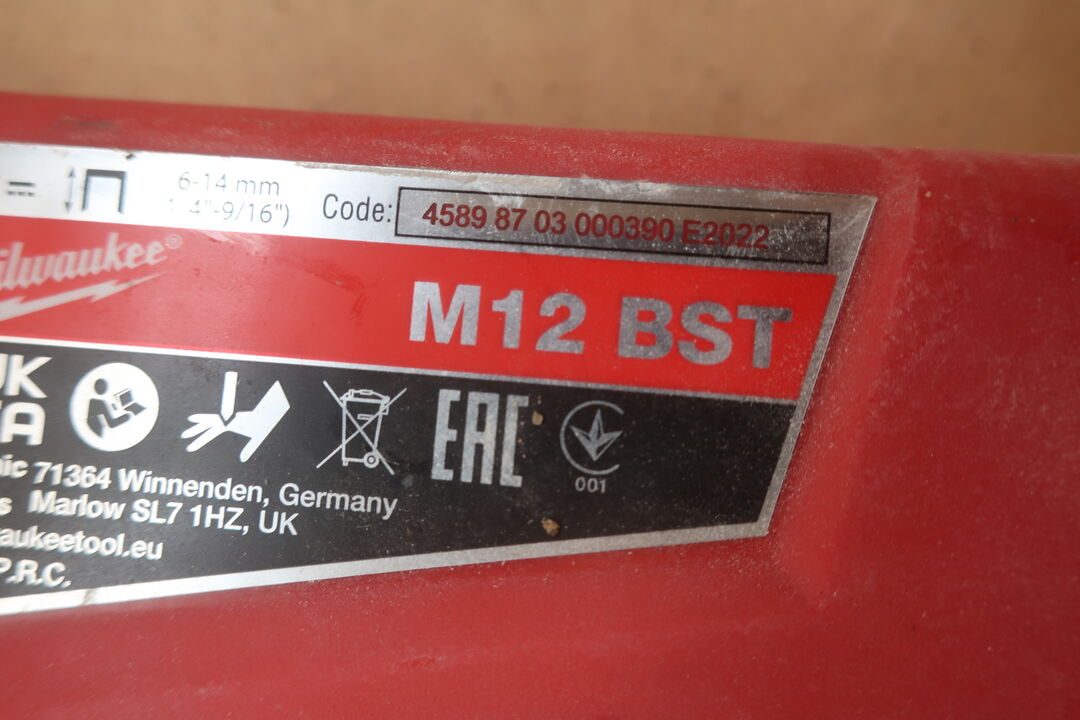 6-14 mm
4"-9/16")
Code:
4589 87 03 000390 E2022
ilwaukee®
M12 BST
UK
CA
EAC
001
71364 Winnenden, Germany
Marlow SL7 1HZ, UK
aukeetool.eu
P.R.C.